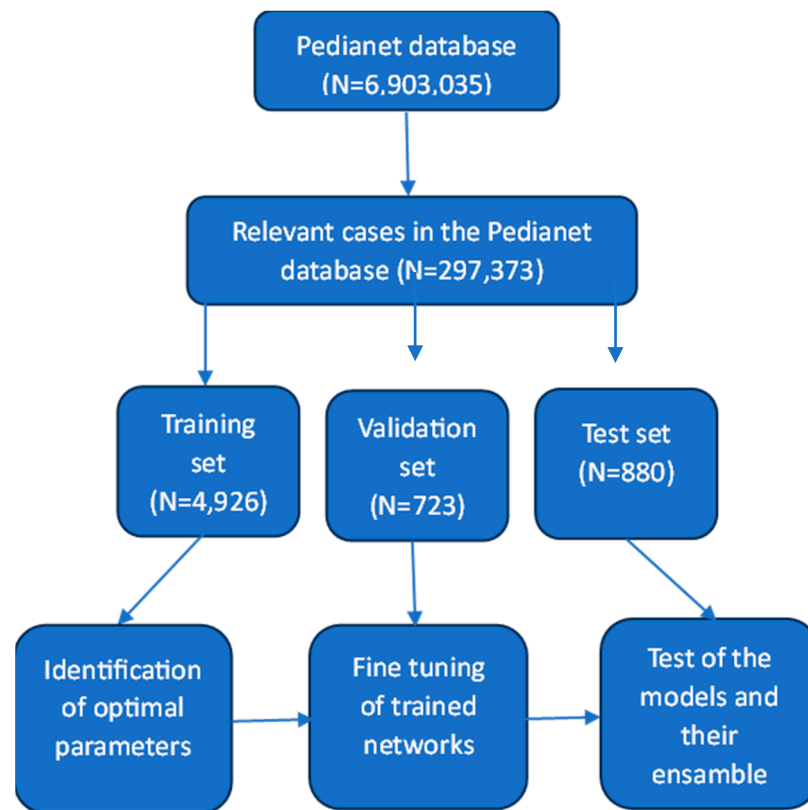 Pedianet database
(N=6,903,035)
Relevant cases in the Pedianet
database (N=297,373)
Training
set
(N=4,926)
Validation
set
(N=723)
Test set
(N=880)
Identification
of optimal
parameters
Fine tuning
of trained
networks
Test of the
models and
their
ensamble